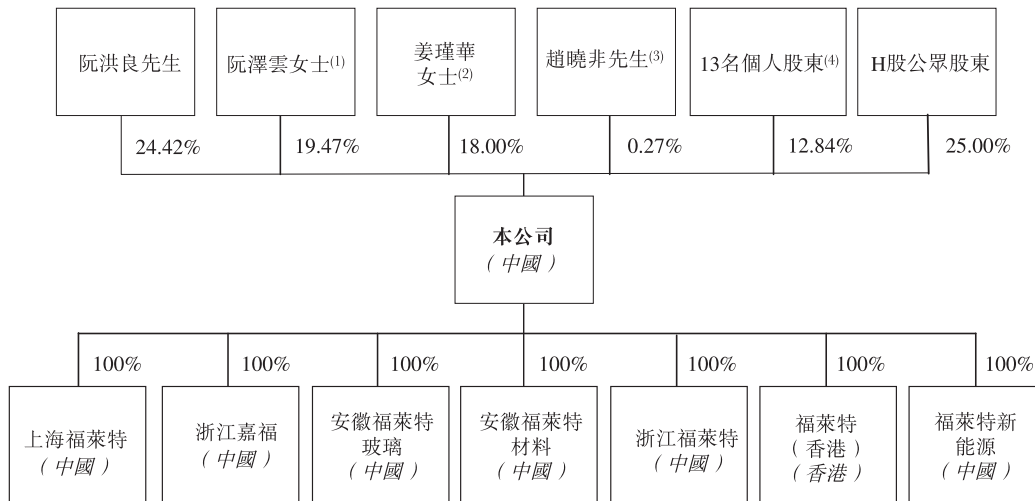 阮洪良先生
阮澤雲女士(1)
姜瑾華
女士(2)
趙曉非先生(3)
13名個人股東(4)
H股公眾股東
24.42%
19.47%
18.00%
0.27%
12.84%
25.00%
本公司
（中國）
100%
100%
100%
100%
100%
100%
100%
上海福萊特
（中國）
浙江嘉福
（中國）
安徽福萊特
玻璃
（中國）
安徽福萊特
材料
（中國）
浙江福萊特
（中國）
福萊特
（香港）
（香港）
福萊特新
能源
（中國）